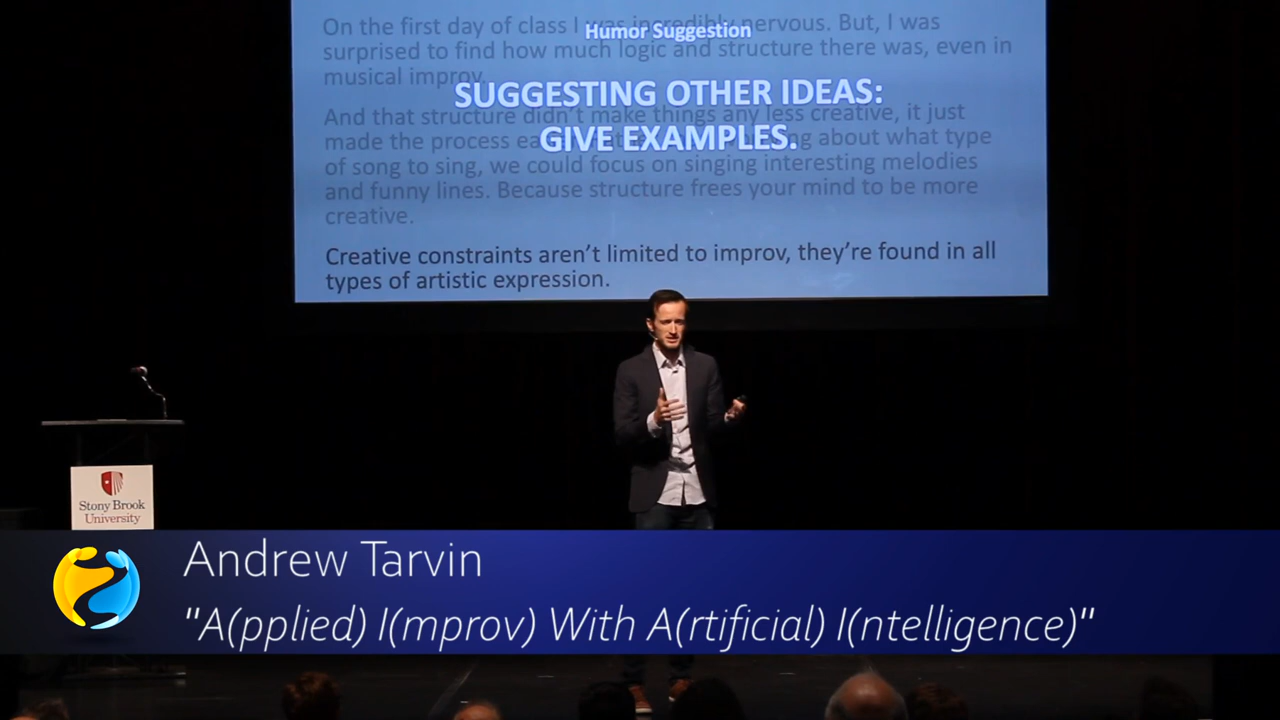 On the first day of class I was incredibly nervous. But, I was
Humor Suggestion
surprised to find how much logic and structure there was, even in
musical improv.
SUGGESTING OTHER IDEAS:
And that structure didn't make things any less creative, it just
GIVE EXAMPLES.
made the process ea about what type
of song to sing, we could focus on singing interesting melodies
and funny lines. Because structure frees your mind to be more
creative.
Creative constraints aren't limited to improv, they're found in all
types of artistic expression.
Stony Brook
University
Andrew Tarvin
"A(pplied) I(mprov) With A(rtificial) I(ntelligence)"